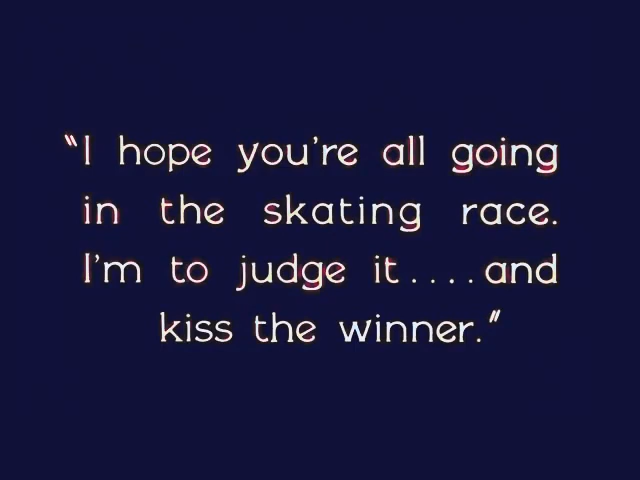 "I hope you're all going
in the skating race.
I'm to judge it....and
kiss the winner."